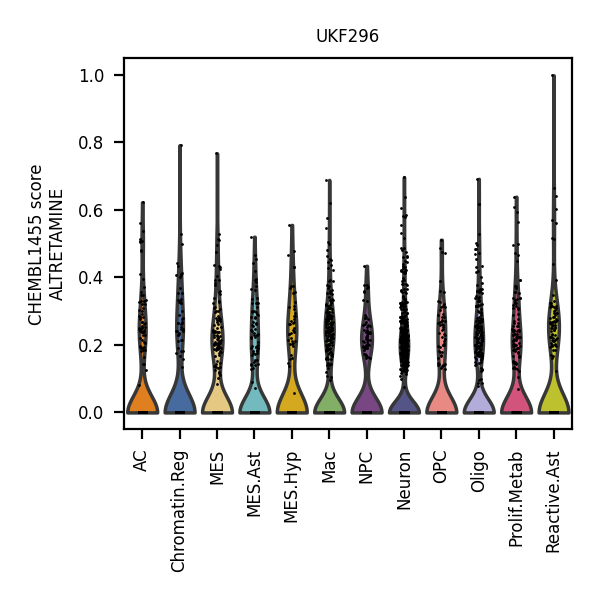 UKF296
CHEMBL1455 score
ALTRETAMINE
1.0
0.8
0.6
0.4
0.2
0.0
AC
Chromatin.Reg
MES
MES.Ast
MES.Hyp
Mac
NPC
Neuron
OPC
Oligo
Prolif.Metab
Reactive.Ast